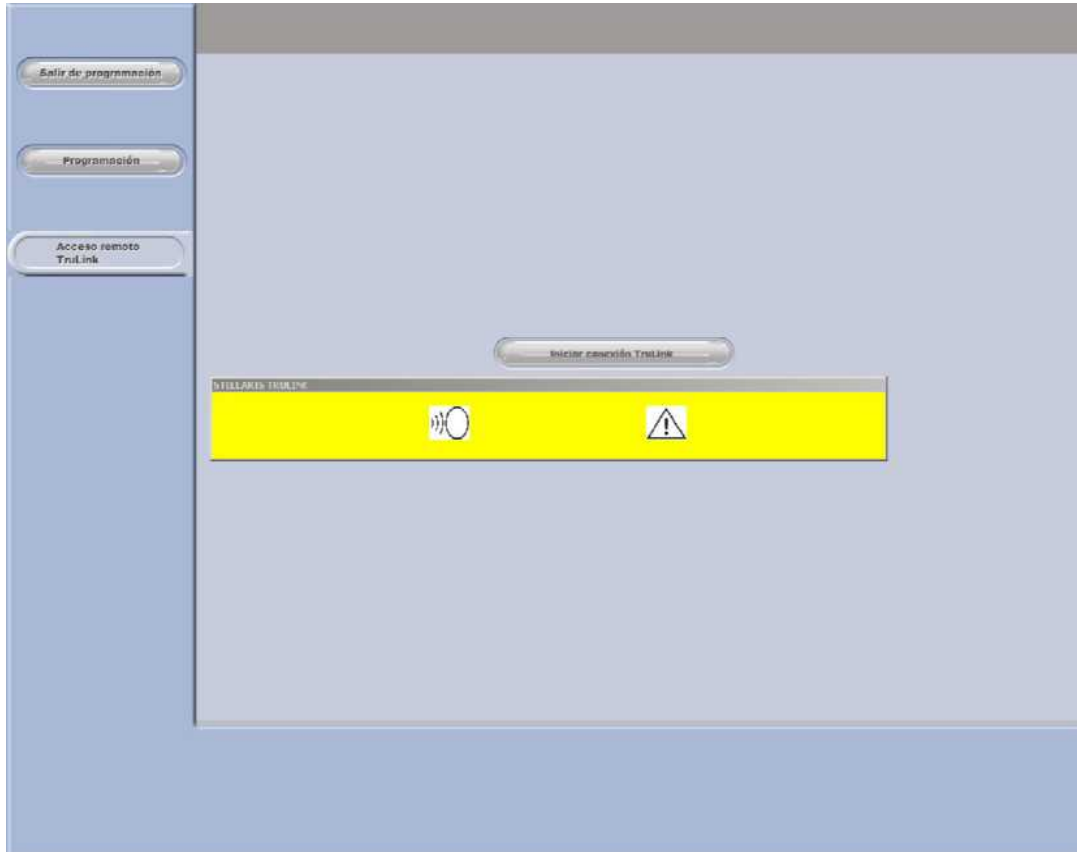 Salir de programación
Programación
Acceso remoto
TruLink
Iniciar conexión TruLink
STELLARIS TRULINK